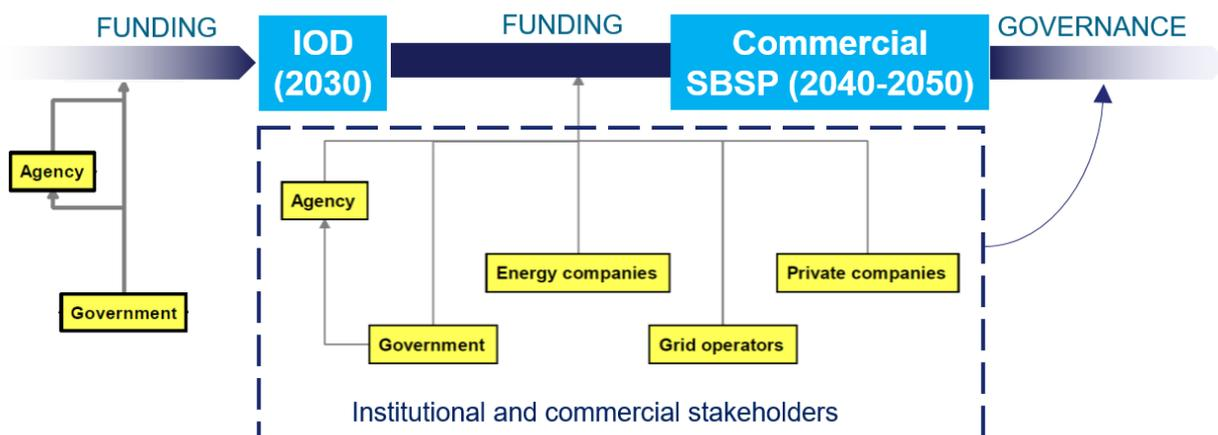 FUNDING
IOD
(2030)
FUNDING
Commercial
SBSP (2040-2050)
GOVERNANCE
Agency
Government
Agency
Energy companies
Private companies
Government
Grid operators
Institutional and commercial stakeholders